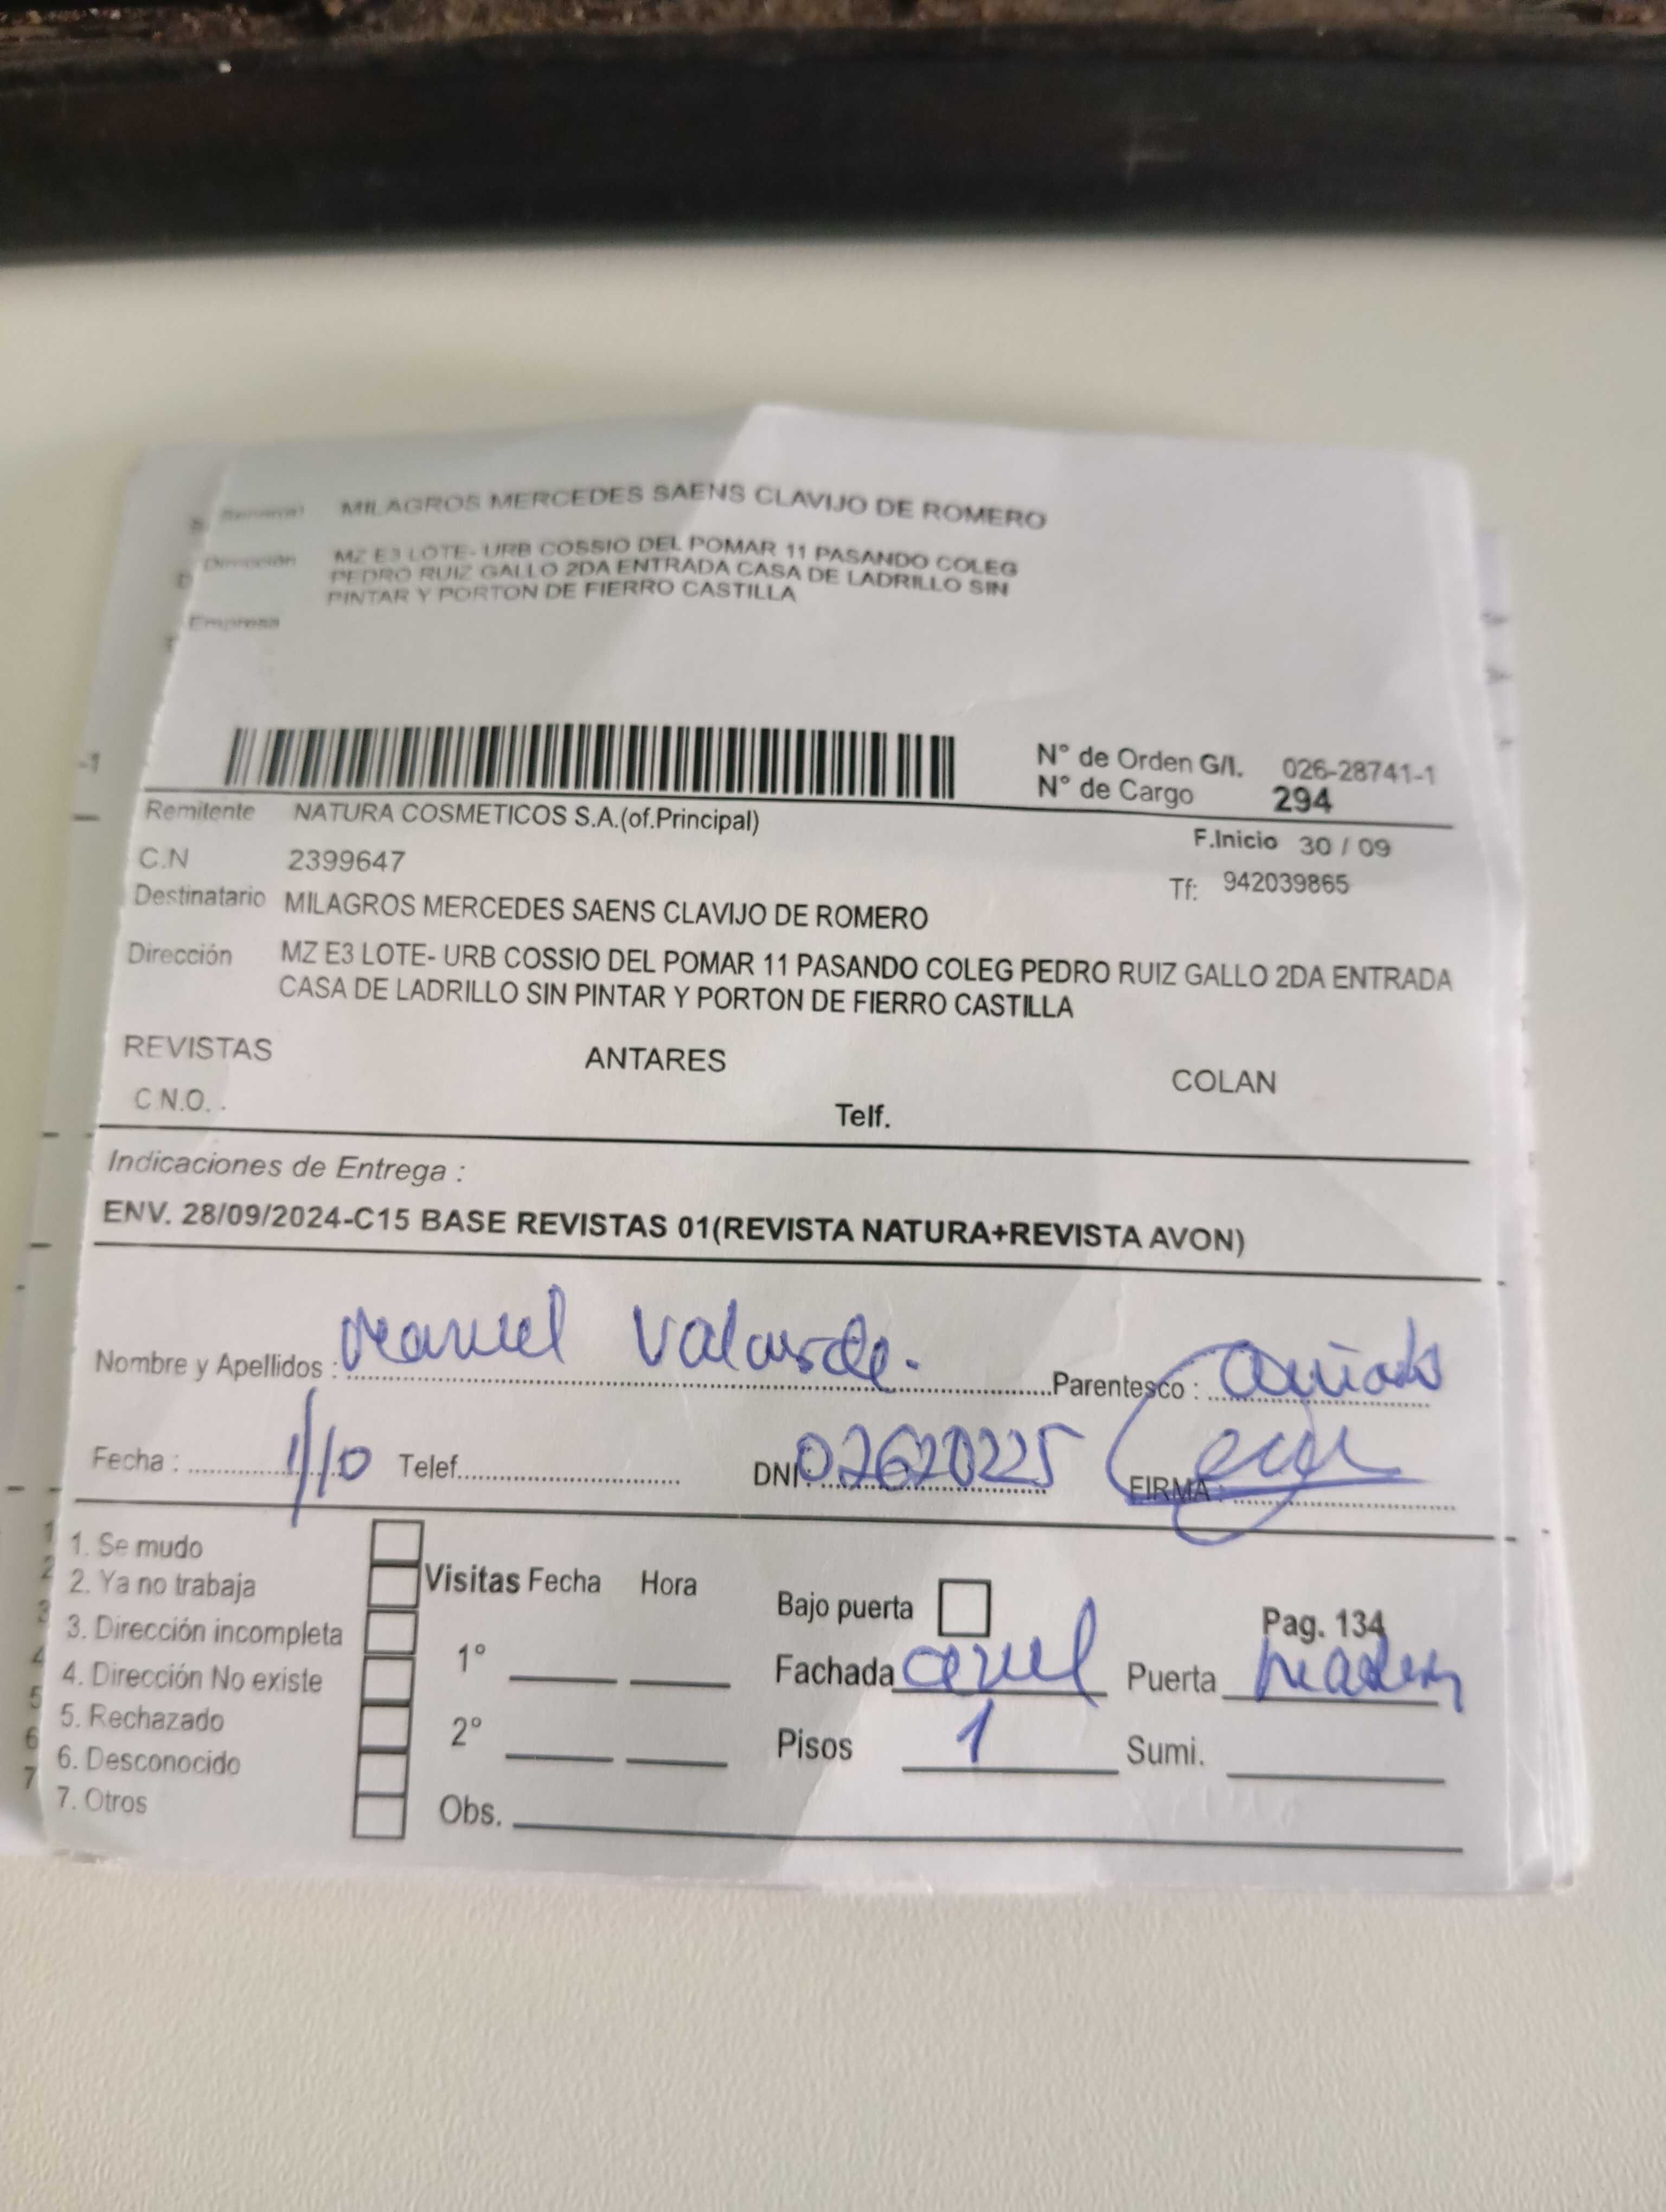 MILAGROS MERCEDES SAENS CLAVIJO DE ROMERO
Dirección MZ E3 LOTE- URB COSSIO DEL POMAR 11 PASANDO COLEG
PEDRO RUIZ GALLO 2DA ENTRADA CASA DE LADRILLO SIN
PINTAR Y PORTON DE FIERRO CASTILLA
Empresa
N° de Orden G/I. 026-28741-1
N° de Cargo 294
Remitente NATURA COSMETICOS S.A.(of.Principal)
F.Inicio 30 / 09
C.N 2399647
Tf: 942039865
Destinatario MILAGROS MERCEDES SAENS CLAVIJO DE ROMERO
Dirección MZ E3 LOTE- URB COSSIO DEL POMAR 11 PASANDO COLEG PEDRO RUIZ GALLO 2DA ENTRADA
CASA DE LADRILLO SIN PINTAR Y PORTON DE FIERRO CASTILLA
REVISTAS ANTARES COLAN
C.N.O. . Telf.
Indicaciones de Entrega :
ENV. 28/09/2024-C15 BASE REVISTAS 01(REVISTA NATURA+REVISTA AVON)
Nombre y Apellidos : Manuel Valarde. Parentesco :
Fecha : 1/10 Telef. DNI: 02620225 FIRMA :
1. Se mudo
2. Ya no trabaja
3. Dirección incompleta
4. Dirección No existe
5. Rechazado
6. Desconocido
7. Otros
Visitas Fecha Hora
1°
2°
Obs.
Bajo puerta Pag. 134
Fachada azul Puerta madera
Pisos 1 Sumi.